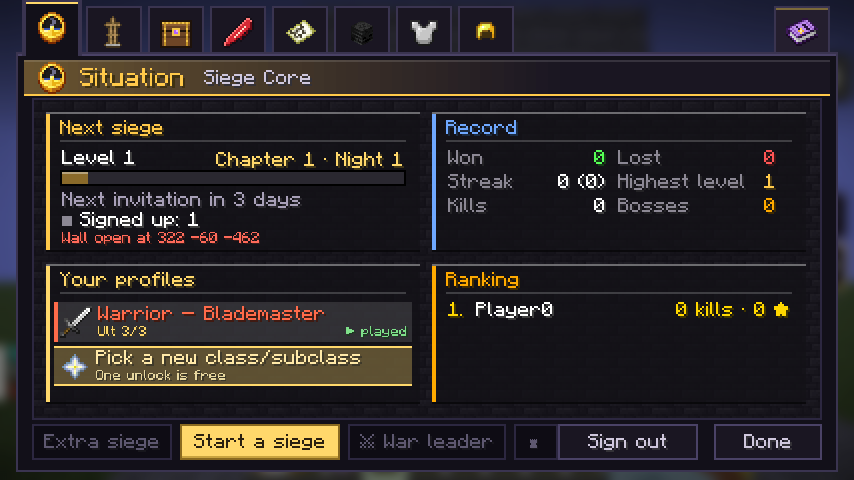 Situation Siege Core
Next siege
Level 1 Chapter 1 · Night 1
Next invitation in 3 days
Signed up: 1
Wall open at 322 -60 -462
Record
Won 0 Lost 0
Streak 0 (0) Highest level 1
Kills 0 Bosses 0
Your profiles
Warrior — Blademaster
Ult 3/3 ▶ played
Pick a new class/subclass
One unlock is free
Ranking
1. Player0 0 kills · 0 ★
Extra siege Start a siege ⚔ War leader Sign out Done